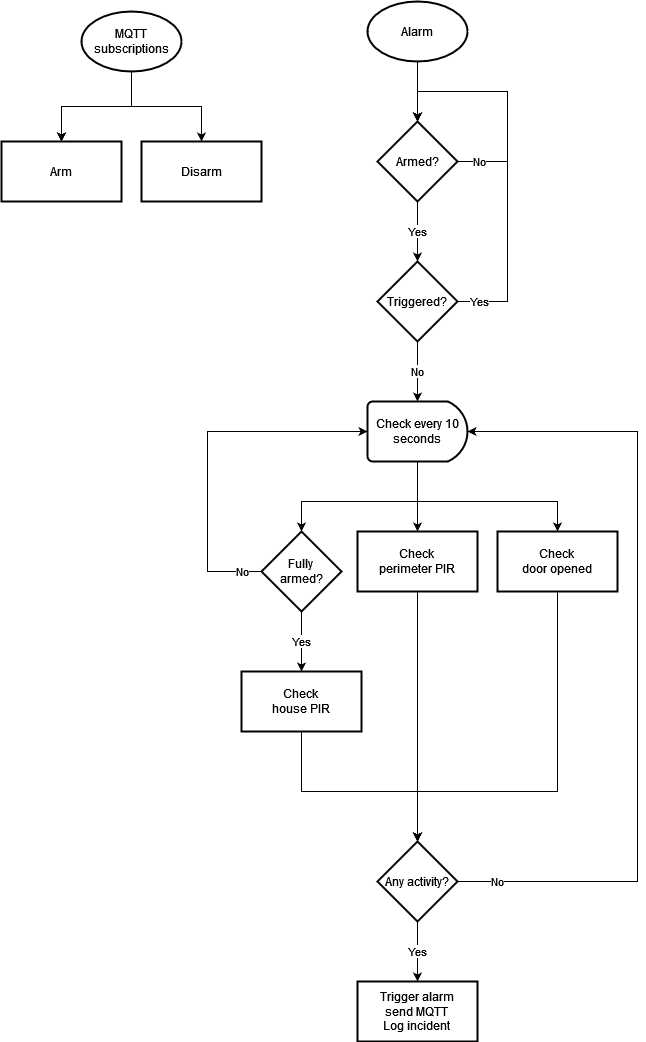 MQTT
subscriptions
Alarm
Arm
Disarm
Armed?
No
Yes
Triggered?
Yes
No
Check every 10
seconds
Fully
armed?
No
Check
perimeter PIR
Check
door opened
Yes
Check
house PIR
Any activity?
No
Yes
Trigger alarm
send MQTT
Log incident